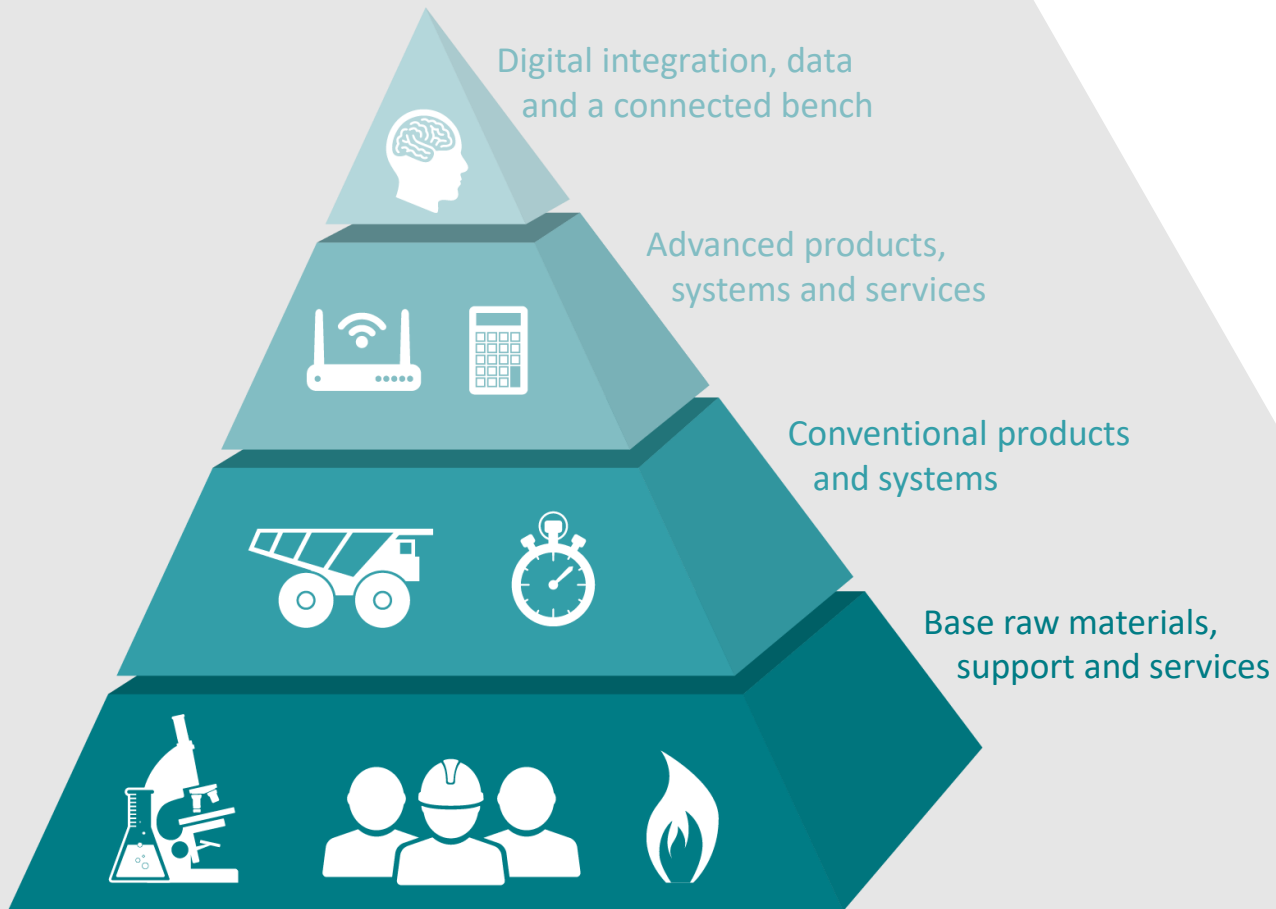 Digital integration, data
and a connected bench
Advanced products,
systems and services
Conventional products
and systems
Base raw materials,
support and services